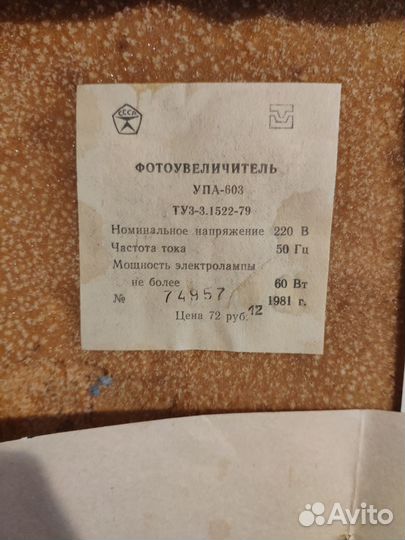 СССР
ФОТОУВЕЛИЧИТЕЛЬ
УПА-603
ТУ3-3.1522-79
Номинальное напряжение 220 В
Частота тока 50 Гц
Мощность электролампы
не более 60 Вт
№ 74957 12 1981 г.
Цена 72 руб.
Avito